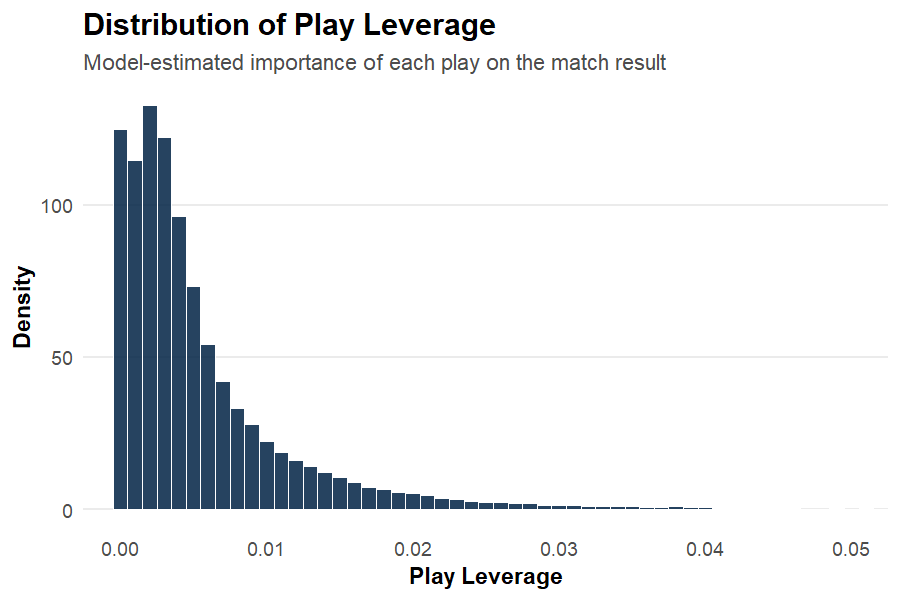 Distribution of Play Leverage
Model-estimated importance of each play on the match result
Density
100
50
0
0.00 0.01 0.02 0.03 0.04 0.05
Play Leverage